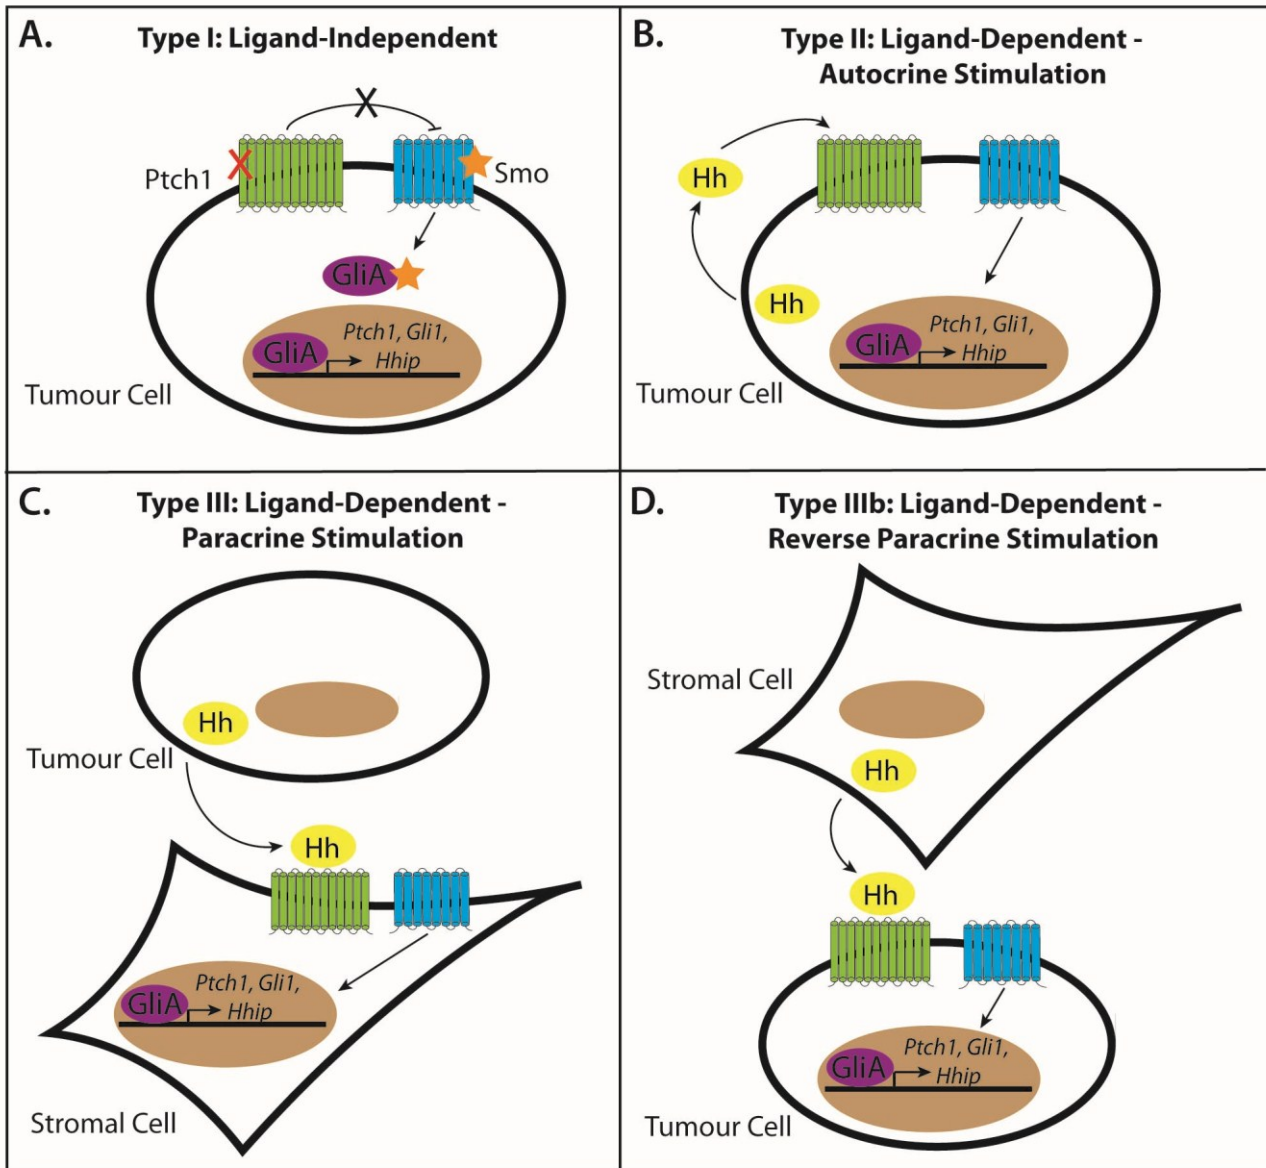 A.
Type I: Ligand-Independent
Ptch1
Smo
GliA
GliA
Ptch1, Gli1,
Hhip
Tumour Cell
B.
Type II: Ligand-Dependent -
Autocrine Stimulation
Hh
Hh
GliA
Ptch1, Gli1,
Hhip
Tumour Cell
C.
Type III: Ligand-Dependent -
Paracrine Stimulation
Hh
Tumour Cell
Hh
GliA
Ptch1, Gli1,
Hhip
Stromal Cell
D.
Type IIIb: Ligand-Dependent -
Reverse Paracrine Stimulation
Stromal Cell
Hh
Hh
GliA
Ptch1, Gli1,
Hhip
Tumour Cell